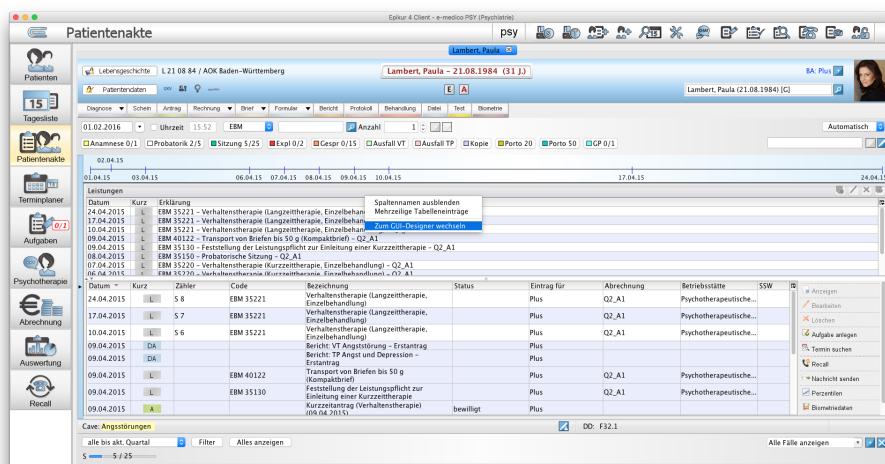 Epikur 4 Client - e-medico PSY (Psychiatrie)
Patientenakte
psy
Lambert, Paula
Lebensgeschichte L 21 08 84 / AOK Baden-Württemberg
Lambert, Paula - 21.08.1984 (31 J.)
BA: Plus
Patientendaten
E A
Lambert, Paula (21.08.1984) [G]
Diagnose Schein Antrag Rechnung Brief Formular Bericht Protokoll Behandlung Datei Test Biometrie
01.02.2016 Uhrzeit 15:52 EBM Anzahl 1 Automatisch
Anamnese 0/1 Probatorik 2/5 Sitzung 5/25 Expl 0/2 Gespr 0/15 Ausfall VT Ausfall TP Kopie Porto 20 Porto 50 GP 0/1
02.04.15
01.04.15 03.04.15 06.04.15 07.04.15 08.04.15 09.04.15 10.04.15 17.04.15 24.04.15
Patienten
15
Tagesliste
Patientenakte
Terminplaner
0/1
Aufgaben
Psychotherapie
Abrechnung
Auswertung
Recall
Leistungen
Datum Kurz Erklärung
24.04.2015 L EBM 35221 - Verhaltenstherapie (Langzeittherapie, Einzelbehan
17.04.2015 L EBM 35221 - Verhaltenstherapie (Langzeittherapie, Einzelbehan
10.04.2015 L EBM 35221 - Verhaltenstherapie (Langzeittherapie, Einzelbehan
09.04.2015 L EBM 40122 - Transport von Briefen bis 50 g (Kompaktbrief) - Q2_A1
09.04.2015 L EBM 35130 - Feststellung der Leistungspflicht zur Einleitung einer Kurzzeittherapie - Q2_A1
08.04.2015 L EBM 35150 - Probatorische Sitzung - Q2_A1
07.04.2015 L EBM 35220 - Verhaltenstherapie (Kurzzeittherapie, Einzelbehandlung) - Q2_A1
06.04.2015 L EBM 35220 - Verhaltenstherapie (Kurzzeittherapie, Einzelbehandlung) - Q2_A1
Spaltennamen ausblenden
Mehrzeilige Tabelleneinträge
Zum GUI-Designer wechseln
Datum Kurz Zähler Code Bezeichnung Status Eintrag für Abrechnung Betriebsstätte SSW
24.04.2015 L S 8 EBM 35221 Verhaltenstherapie (Langzeittherapie, Plus Q2_A1 Psychotherapeutische...
Einzelbehandlung)
17.04.2015 L S 7 EBM 35221 Verhaltenstherapie (Langzeittherapie, Plus Q2_A1 Psychotherapeutische...
Einzelbehandlung)
10.04.2015 L S 6 EBM 35221 Verhaltenstherapie (Langzeittherapie, Plus Q2_A1 Psychotherapeutische...
Einzelbehandlung)
09.04.2015 DA Bericht: VT Angststörung - Erstantrag Plus
09.04.2015 DA Bericht: TP Angst und Depression - Plus
Erstantrag
09.04.2015 L EBM 40122 Transport von Briefen bis 50 g Plus Q2_A1 Psychotherapeutische...
(Kompaktbrief)
09.04.2015 L EBM 35130 Feststellung der Leistungspflicht zur Plus Q2_A1 Psychotherapeutische...
Einleitung einer Kurzzeittherapie
09.04.2015 A Kurzzeitantrag (Verhaltenstherapie) bewilligt Plus
(09.04.2015)
Anzeigen
Bearbeiten
Löschen
Aufgabe anlegen
Termin suchen
Recall
Nachricht senden
Perzentilen
Biometriedaten
Cave: Angsstörungen DD: F32.1
alle bis akt. Quartal Filter Alles anzeigen Alle Fälle anzeigen
S 5 / 25